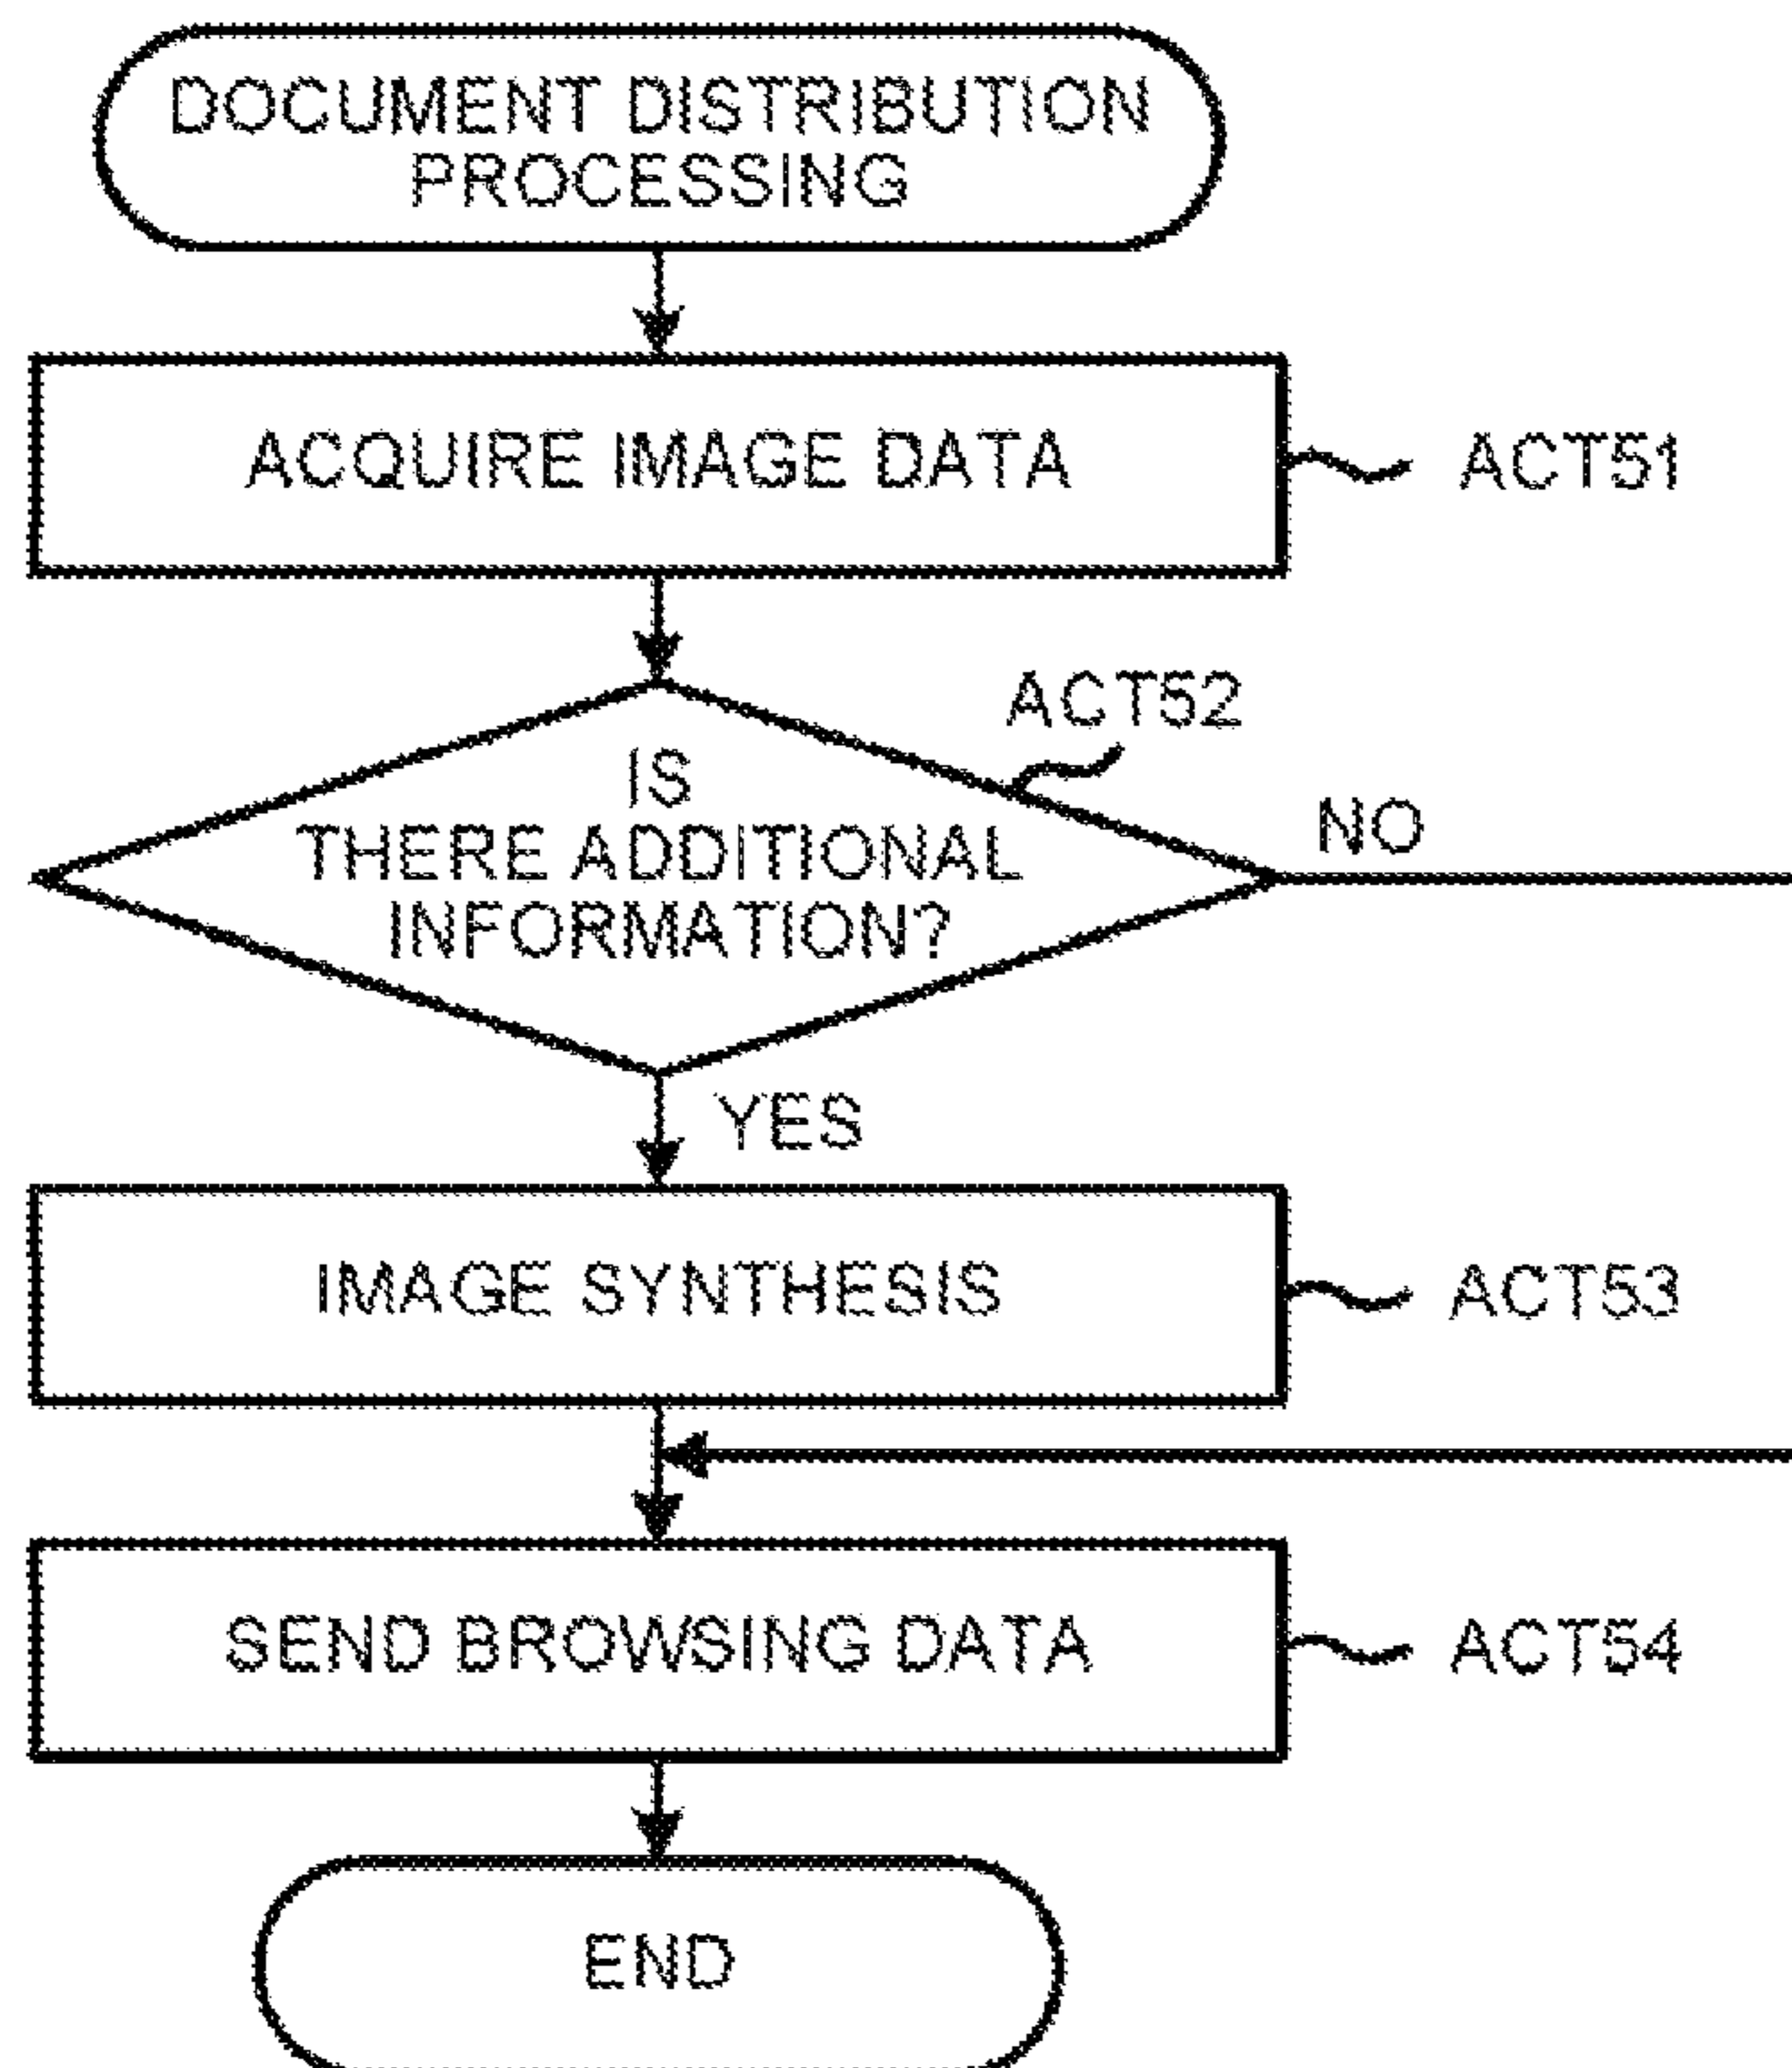 DOCUMENT DISTRIBUTION
PROCESSING
ACQUIRE IMAGE DATA
ACT51
ACT52
IS
THERE ADDITIONAL
INFORMATION?
NO
YES
IMAGE SYNTHESIS
ACT53
SEND BROWSING DATA
ACT54
END